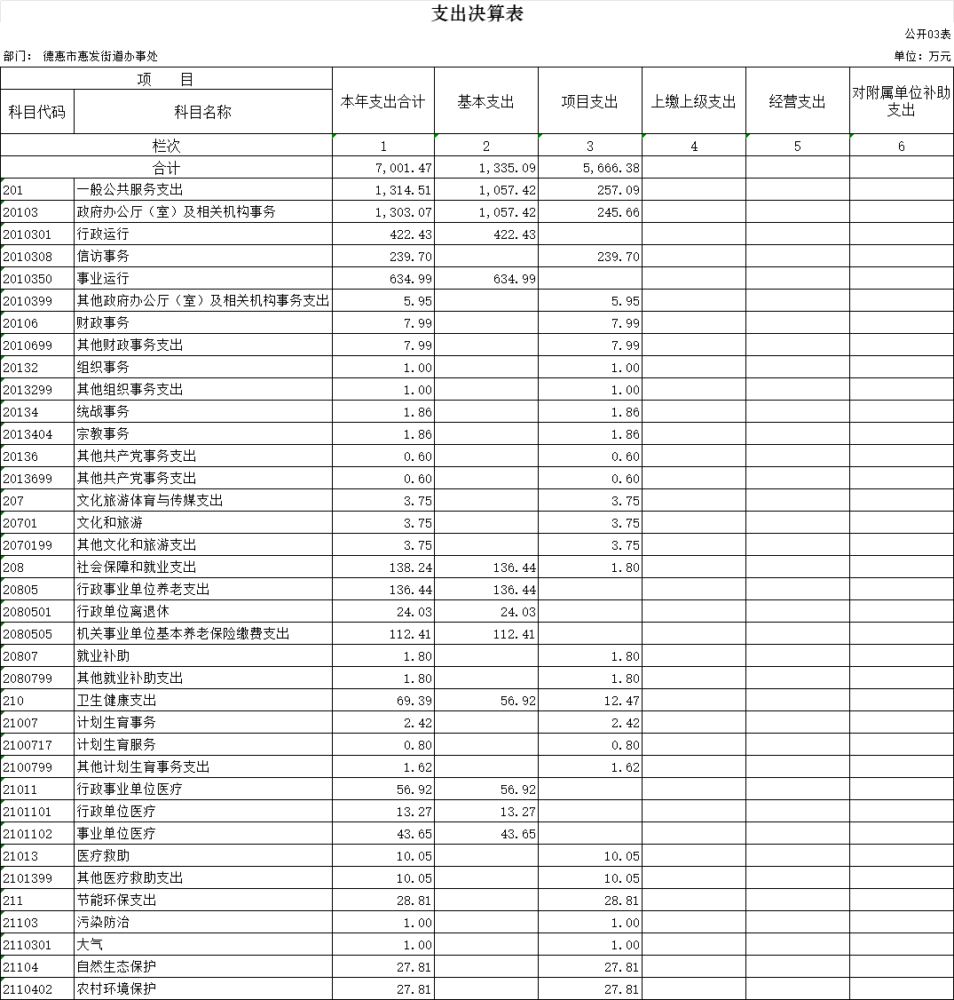 支出决算表
公开03表
部门： 德惠市惠发街道办事处 单位：万元
项 目 本年支出合计 基本支出 项目支出 上缴上级支出 经营支出 对附属单位补助支出
科目代码 科目名称
栏次 1 2 3 4 5 6
合计 7,001.47 1,335.09 5,666.38
201 一般公共服务支出 1,314.51 1,057.42 257.09
20103 政府办公厅（室）及相关机构事务 1,303.07 1,057.42 245.66
2010301 行政运行 422.43 422.43
2010308 信访事务 239.70 239.70
2010350 事业运行 634.99 634.99
2010399 其他政府办公厅（室）及相关机构事务支出 5.95 5.95
20106 财政事务 7.99 7.99
2010699 其他财政事务支出 7.99 7.99
20132 组织事务 1.00 1.00
2013299 其他组织事务支出 1.00 1.00
20134 统战事务 1.86 1.86
2013404 宗教事务 1.86 1.86
20136 其他共产党事务支出 0.60 0.60
2013699 其他共产党事务支出 0.60 0.60
207 文化旅游体育与传媒支出 3.75 3.75
20701 文化和旅游 3.75 3.75
2070199 其他文化和旅游支出 3.75 3.75
208 社会保障和就业支出 138.24 136.44 1.80
20805 行政事业单位养老支出 136.44 136.44
2080501 行政单位离退休 24.03 24.03
2080505 机关事业单位基本养老保险缴费支出 112.41 112.41
20807 就业补助 1.80 1.80
2080799 其他就业补助支出 1.80 1.80
210 卫生健康支出 69.39 56.92 12.47
21007 计划生育事务 2.42 2.42
2100717 计划生育服务 0.80 0.80
2100799 其他计划生育事务支出 1.62 1.62
21011 行政事业单位医疗 56.92 56.92
2101101 行政单位医疗 13.27 13.27
2101102 事业单位医疗 43.65 43.65
21013 医疗救助 10.05 10.05
2101399 其他医疗救助支出 10.05 10.05
211 节能环保支出 28.81 28.81
21103 污染防治 1.00 1.00
2110301 大气 1.00 1.00
21104 自然生态保护 27.81 27.81
2110402 农村环境保护 27.81 27.81